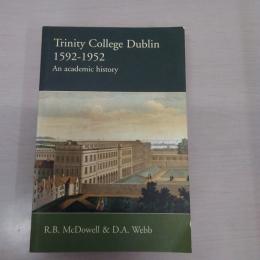 Trinity College Dublin
1592-1952
An academic history
R.B. McDowell & D.A. Webb